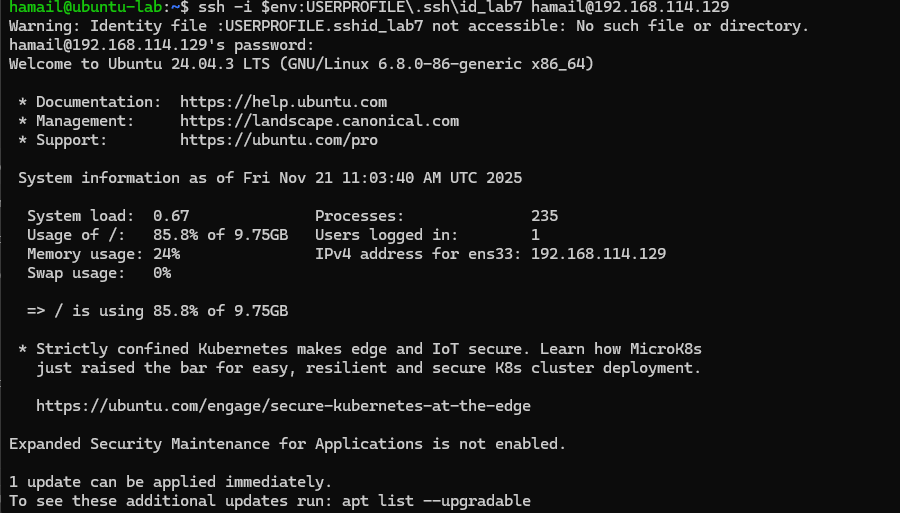 hamail@ubuntu-lab:~$ ssh -i $env:USERPROFILE\.ssh\id_lab7 hamail@192.168.114.129
Warning: Identity file :USERPROFILE.sshid_lab7 not accessible: No such file or directory.
hamail@192.168.114.129's password:
Welcome to Ubuntu 24.04.3 LTS (GNU/Linux 6.8.0-86-generic x86_64)

 * Documentation:  https://help.ubuntu.com
 * Management:     https://landscape.canonical.com
 * Support:        https://ubuntu.com/pro

 System information as of Fri Nov 21 11:03:40 AM UTC 2025

  System load:  0.67              Processes:              235
  Usage of /:   85.8% of 9.75GB   Users logged in:        1
  Memory usage: 24%               IPv4 address for ens33: 192.168.114.129
  Swap usage:   0%

  => / is using 85.8% of 9.75GB

 * Strictly confined Kubernetes makes edge and IoT secure. Learn how MicroK8s
   just raised the bar for easy, resilient and secure K8s cluster deployment.

   https://ubuntu.com/engage/secure-kubernetes-at-the-edge

Expanded Security Maintenance for Applications is not enabled.

1 update can be applied immediately.
To see these additional updates run: apt list --upgradable